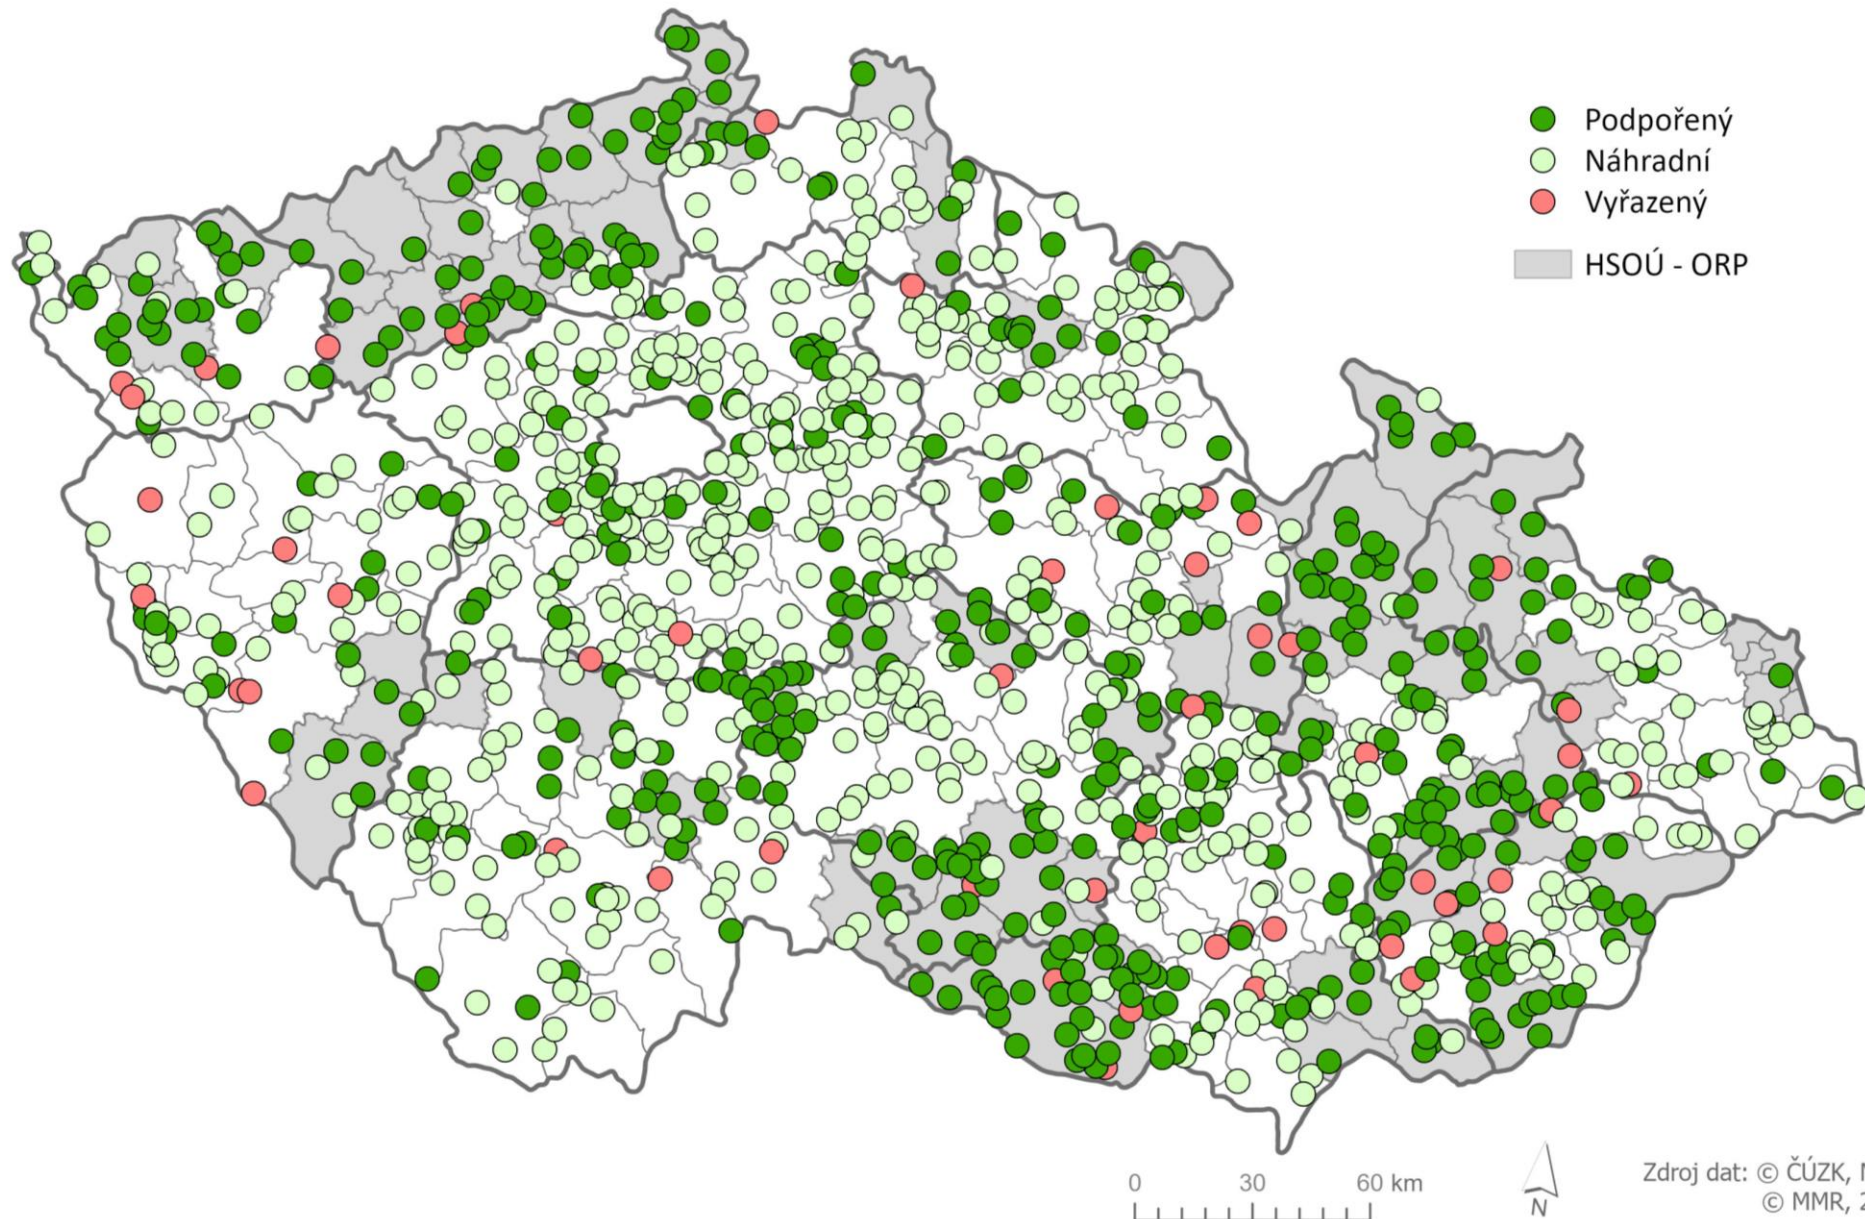 Podpořený
Náhradní
Vyřazený
HSOÚ - ORP
0 30 60 km
N
Zdroj dat: © ČÚZK,
© MMR,